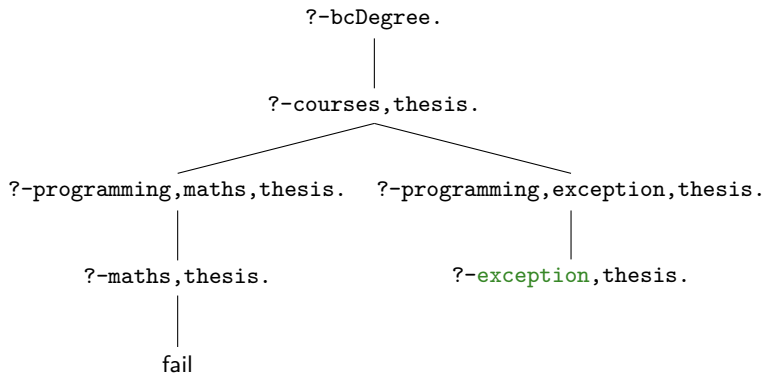 ?-bcDegree.
?-courses,thesis.
?-programming,maths,thesis. ?-programming,exception,thesis.
?-maths,thesis. ?-exception,thesis.
fail